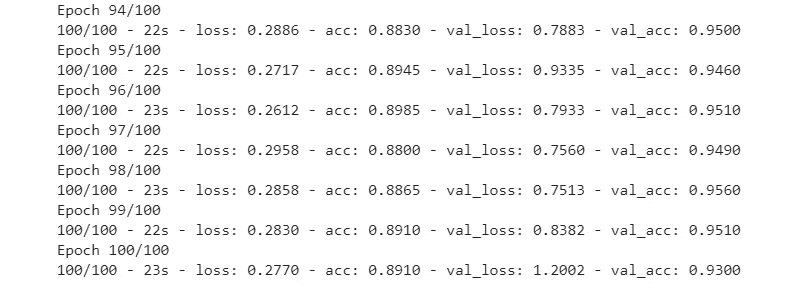 Epoch 94/100
100/100 - 22s - loss: 0.2886 - acc: 0.8830 - val_loss: 0.7883 - val_acc: 0.9500
Epoch 95/100
100/100 - 22s - loss: 0.2717 - acc: 0.8945 - val_loss: 0.9335 - val_acc: 0.9460
Epoch 96/100
100/100 - 23s - loss: 0.2612 - acc: 0.8985 - val_loss: 0.7933 - val_acc: 0.9510
Epoch 97/100
100/100 - 22s - loss: 0.2958 - acc: 0.8800 - val_loss: 0.7560 - val_acc: 0.9490
Epoch 98/100
100/100 - 23s - loss: 0.2858 - acc: 0.8865 - val_loss: 0.7513 - val_acc: 0.9560
Epoch 99/100
100/100 - 22s - loss: 0.2830 - acc: 0.8910 - val_loss: 0.8382 - val_acc: 0.9510
Epoch 100/100
100/100 - 23s - loss: 0.2770 - acc: 0.8910 - val_loss: 1.2002 - val_acc: 0.9300